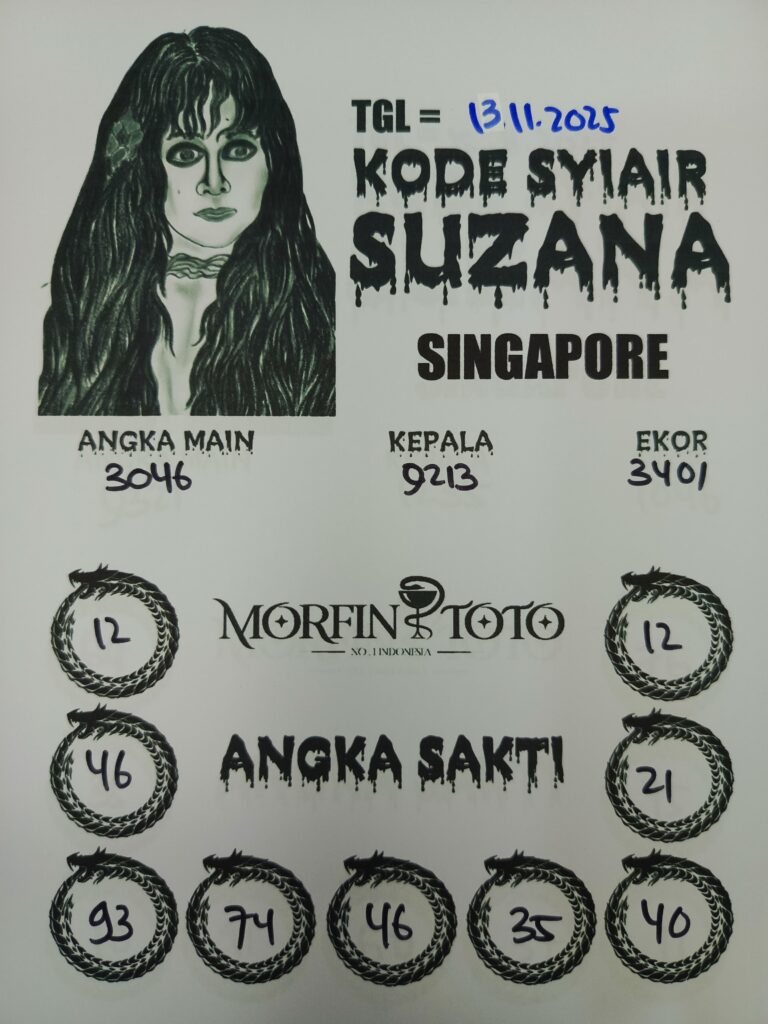 TGL = 13.11.2025
KODE SYIAIR
SUZANA
SINGAPORE
ANGKA MAIN KEPALA EKOR
3046 9213 3401
12 MORFIN TOTO 12
NO.1 INDONESIA
46 ANGKA SAKTI 21
93 74 46 35 40